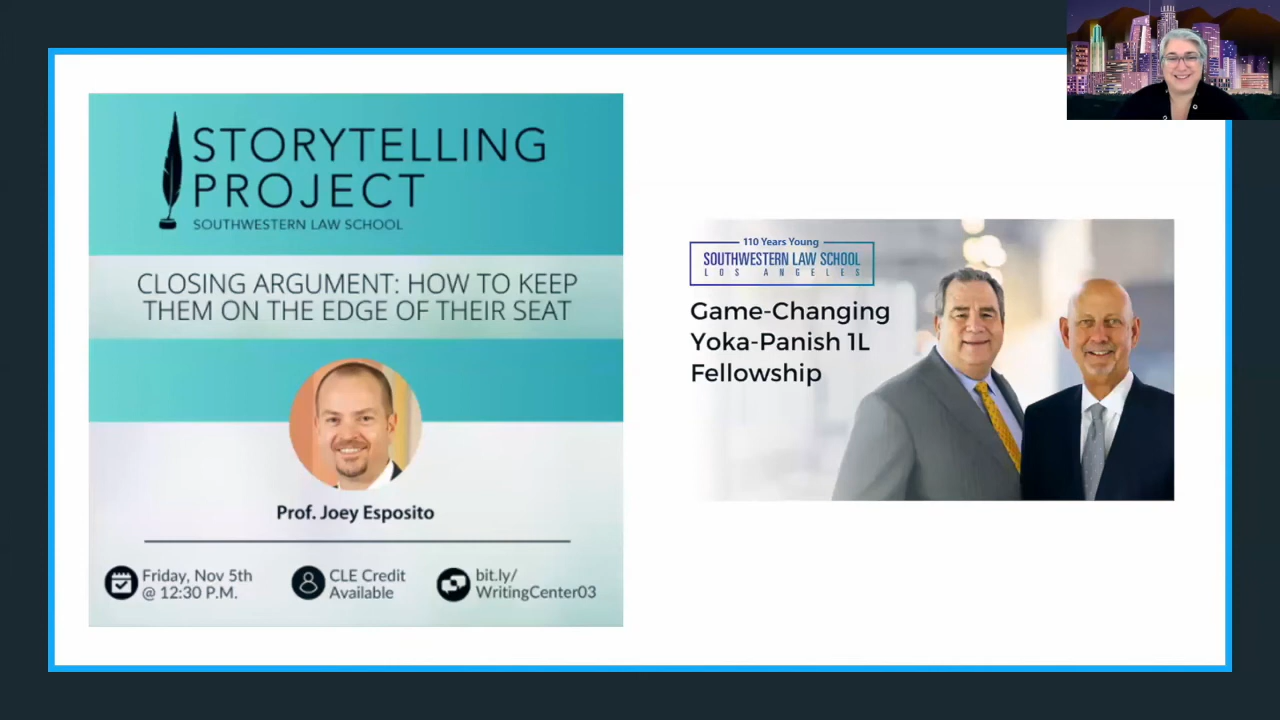 STORYTELLING
PROJECT
SOUTHWESTERN LAW SCHOOL
CLOSING ARGUMENT: HOW TO KEEP
THEM ON THE EDGE OF THEIR SEAT
Prof. Joey Esposito
Friday, Nov 5th
@ 12:30 P.M.
CLE Credit
Available
bit.ly/
WritingCenter03
110 Years Young
SOUTHWESTERN LAW SCHOOL
LOS ANGELES
Game-Changing
Yoka-Panish 1L
Fellowship